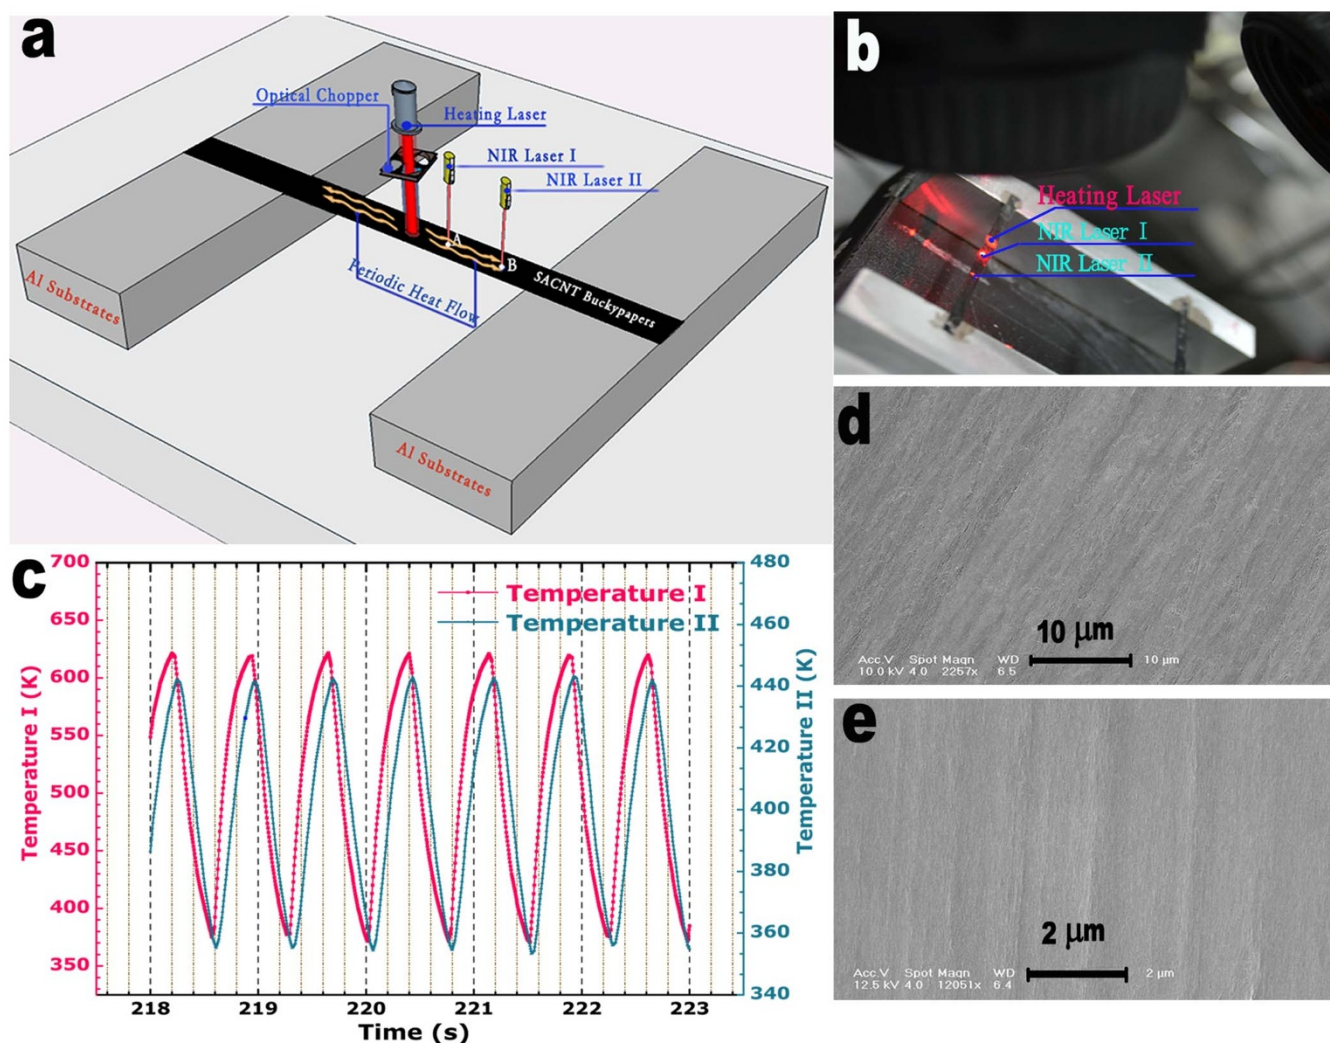 a
Optical Chopper
Heating Laser
NIR Laser I
NIR Laser II
A
B
Periodic Heat Flow
SACNT Buckypapers
Al Substrates
Al Substrates
b
Heating Laser
NIR Laser I
NIR Laser II
c
700
650
600
550
500
450
400
350
Temperature I (K)
Temperature I
Temperature II
480
460
440
420
400
380
360
340
Temperature II (K)
218
219
220
221
222
223
Time (s)
d
10 μm
Acc.V Spot Magn WD
10.0 kV 4.0 2257x 6.5
10 μm
e
2 μm
Acc.V Spot Magn WD
12.5 kV 4.0 12051x 6.4
2 μm